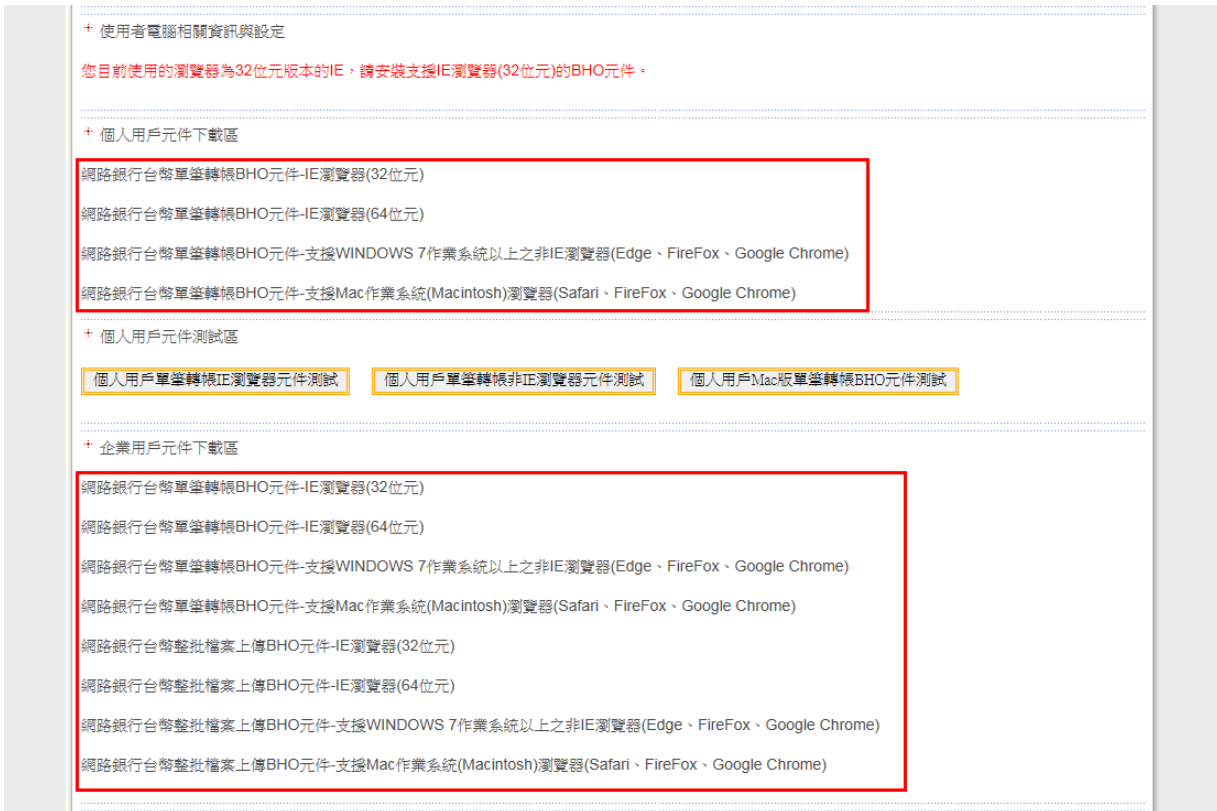 使用者電腦相關資訊與設定
您目前使用的瀏覽器為32位元版本的IE，請安裝支援IE瀏覽器(32位元)的BHO元件。
個人用戶元件下載區
網路銀行台幣單筆轉帳BHO元件-IE瀏覽器(32位元)
網路銀行台幣單筆轉帳BHO元件-IE瀏覽器(64位元)
網路銀行台幣單筆轉帳BHO元件-支援WINDOWS 7作業系統以上之非IE瀏覽器(Edge、FireFox、Google Chrome)
網路銀行台幣單筆轉帳BHO元件-支援Mac作業系統(Macintosh)瀏覽器(Safari、FireFox、Google Chrome)
個人用戶元件測試區
個人用戶單筆轉帳IE瀏覽器元件測試 個人用戶單筆轉帳非IE瀏覽器元件測試 個人用戶Mac版單筆轉帳BHO元件測試
企業用戶元件下載區
網路銀行台幣單筆轉帳BHO元件-IE瀏覽器(32位元)
網路銀行台幣單筆轉帳BHO元件-IE瀏覽器(64位元)
網路銀行台幣單筆轉帳BHO元件-支援WINDOWS 7作業系統以上之非IE瀏覽器(Edge、FireFox、Google Chrome)
網路銀行台幣單筆轉帳BHO元件-支援Mac作業系統(Macintosh)瀏覽器(Safari、FireFox、Google Chrome)
網路銀行台幣整批檔案上傳BHO元件-IE瀏覽器(32位元)
網路銀行台幣整批檔案上傳BHO元件-IE瀏覽器(64位元)
網路銀行台幣整批檔案上傳BHO元件-支援WINDOWS 7作業系統以上之非IE瀏覽器(Edge、FireFox、Google Chrome)
網路銀行台幣整批檔案上傳BHO元件-支援Mac作業系統(Macintosh)瀏覽器(Safari、FireFox、Google Chrome)